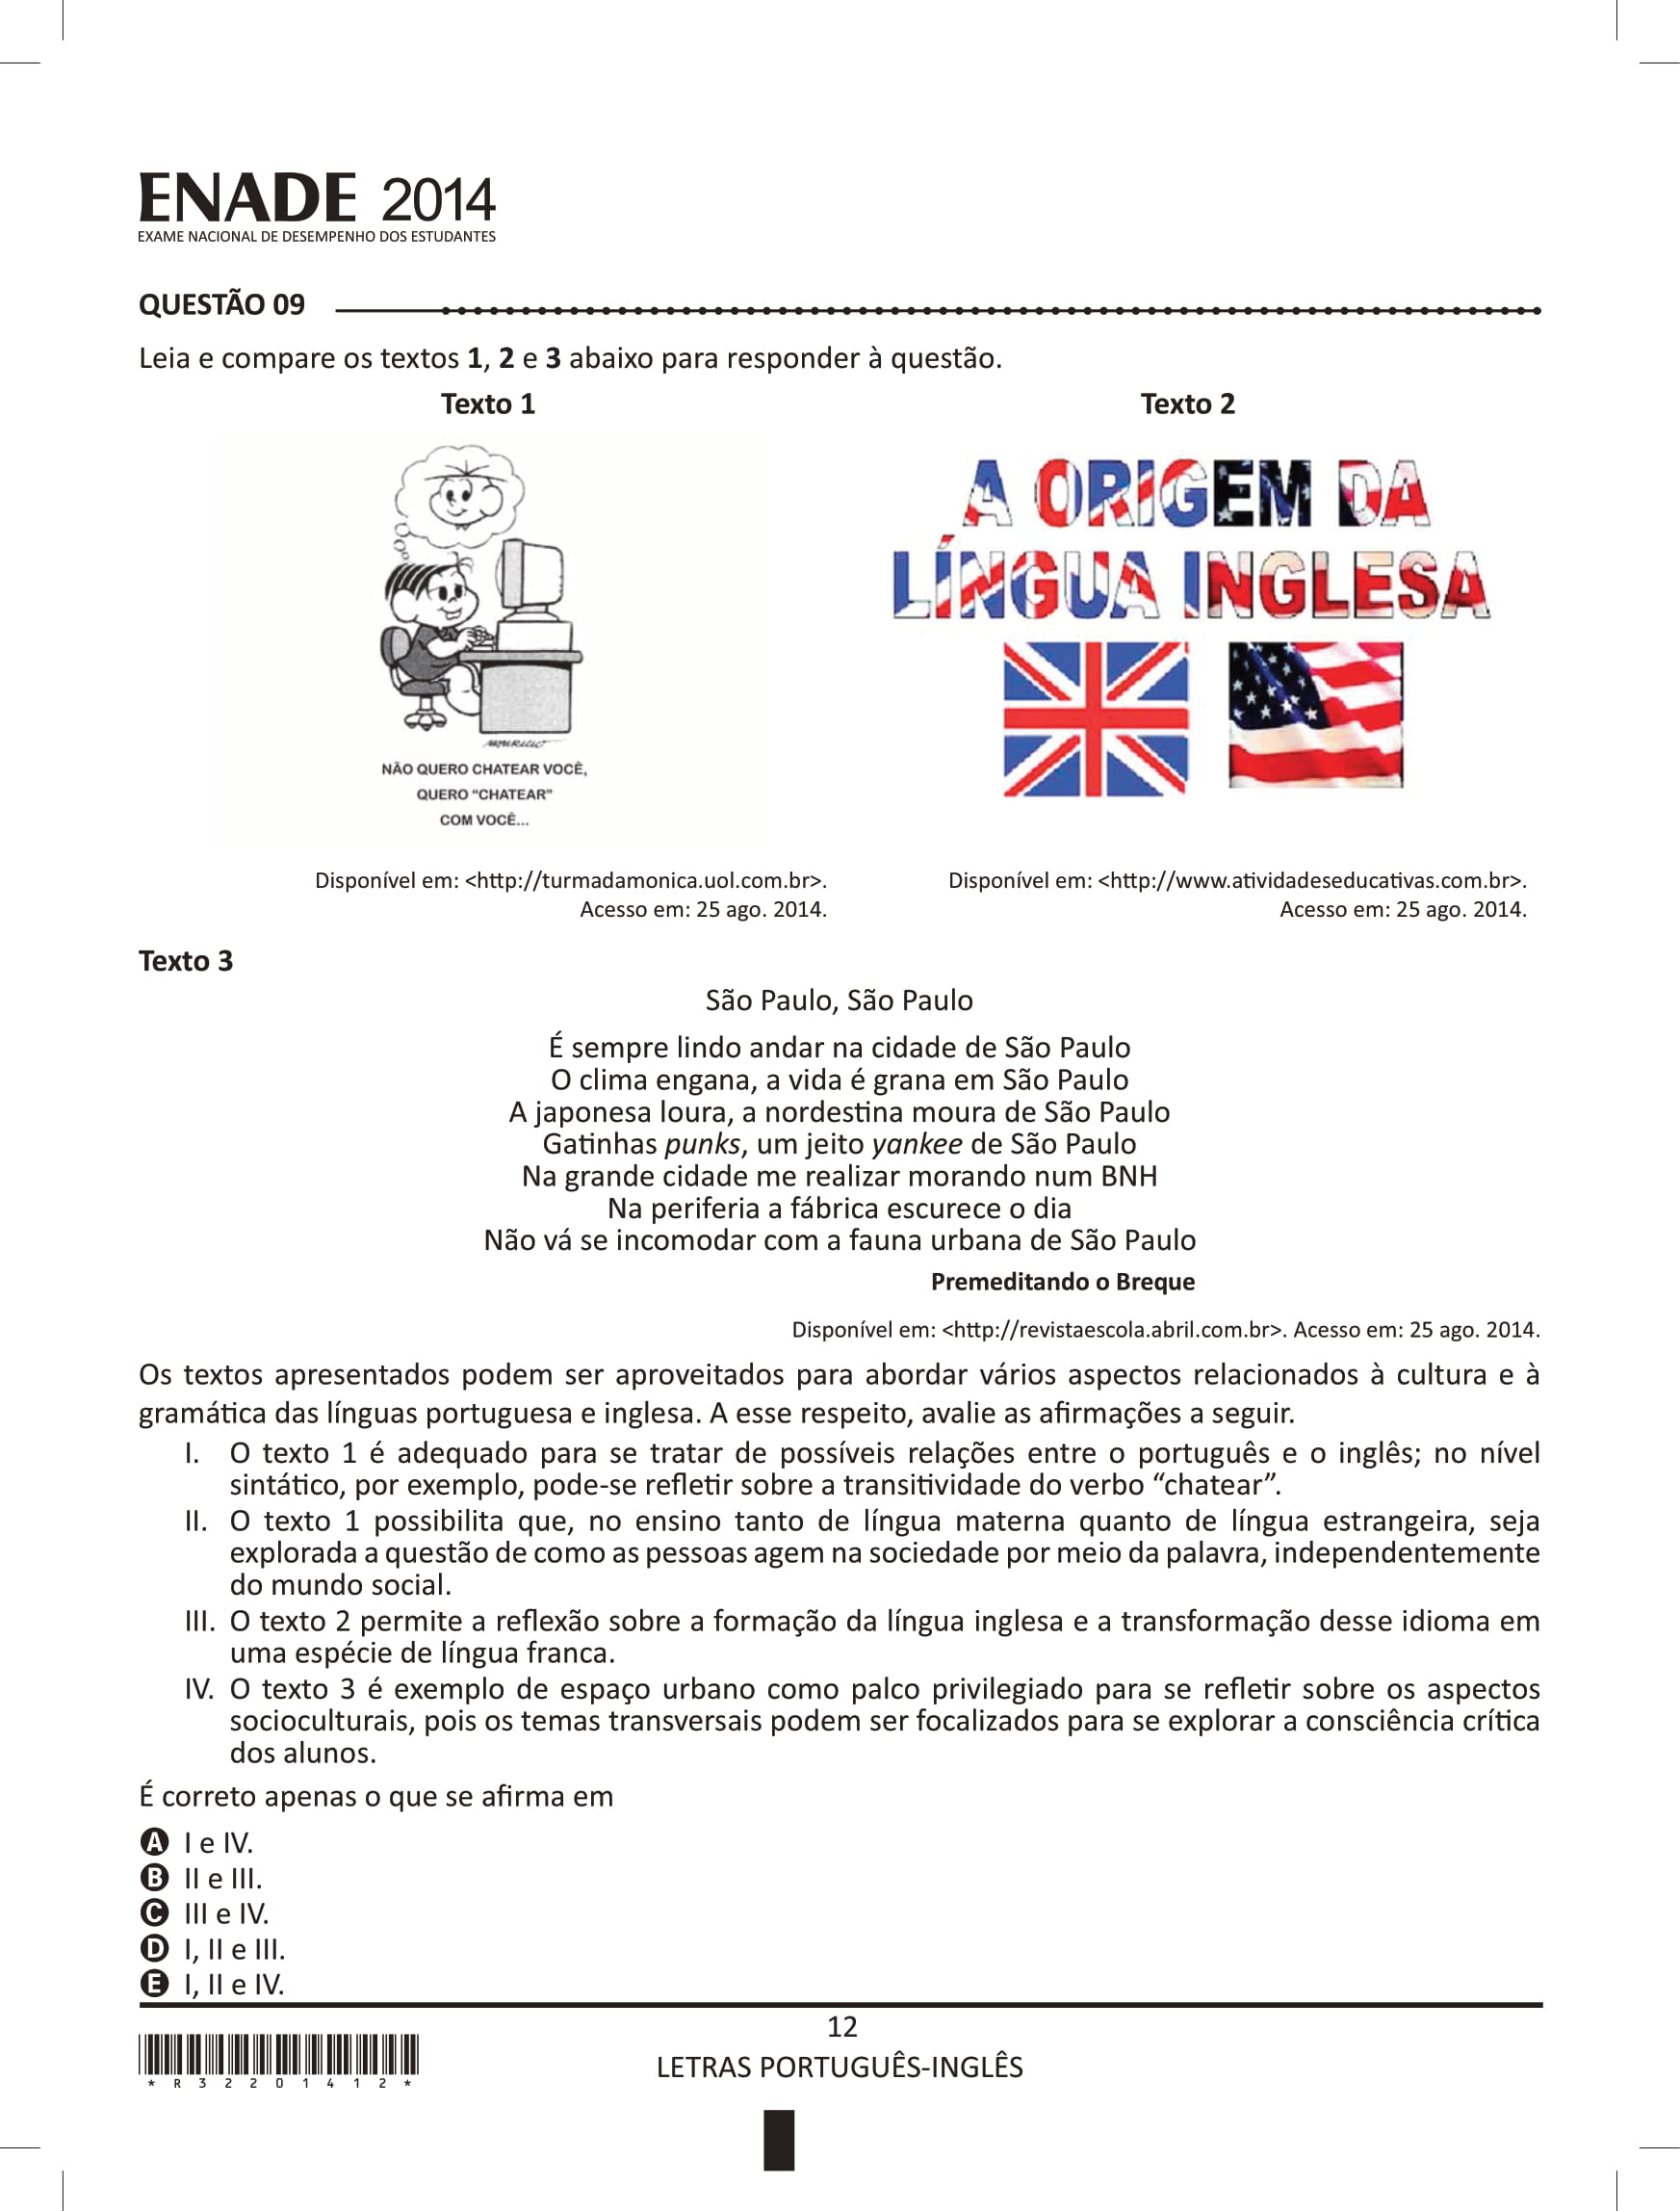 ENADE 2014
EXAME NACIONAL DE DESEMPENHO DOS ESTUDANTES
QUESTÃO 09
Leia e compare os textos 1, 2 e 3 abaixo para responder à questão.
Texto 1
MAURICIO
NÃO QUERO CHATEAR VOCÊ,
QUERO “CHATEAR”
COM VOCÊ...
Disponível em: <http://turmadamonica.uol.com.br>.
Acesso em: 25 ago. 2014.
Texto 2
A ORIGEM DA
LÍNGUA INGLESA
Disponível em: <http://www.atividadeseducativas.com.br>.
Acesso em: 25 ago. 2014.
Texto 3
São Paulo, São Paulo
É sempre lindo andar na cidade de São Paulo
O clima engana, a vida é grana em São Paulo
A japonesa loura, a nordestina moura de São Paulo
Gatinhas punks, um jeito yankee de São Paulo
Na grande cidade me realizar morando num BNH
Na periferia a fábrica escurece o dia
Não vá se incomodar com a fauna urbana de São Paulo
Premeditando o Breque
Disponível em: <http://revistaescola.abril.com.br>. Acesso em: 25 ago. 2014.
Os textos apresentados podem ser aproveitados para abordar vários aspectos relacionados à cultura e à
gramática das línguas portuguesa e inglesa. A esse respeito, avalie as afirmações a seguir.
I. O texto 1 é adequado para se tratar de possíveis relações entre o português e o inglês; no nível
sintático, por exemplo, pode-se refletir sobre a transitividade do verbo “chatear”.
II. O texto 1 possibilita que, no ensino tanto de língua materna quanto de língua estrangeira, seja
explorada a questão de como as pessoas agem na sociedade por meio da palavra, independentemente
do mundo social.
III. O texto 2 permite a reflexão sobre a formação da língua inglesa e a transformação desse idioma em
uma espécie de língua franca.
IV. O texto 3 é exemplo de espaço urbano como palco privilegiado para se refletir sobre os aspectos
socioculturais, pois os temas transversais podem ser focalizados para se explorar a consciência crítica
dos alunos.
É correto apenas o que se afirma em
A I e IV.
B II e III.
C III e IV.
D I, II e III.
E I, II e IV.
12
LETRAS PORTUGUÊS-INGLÊS
* R 3 2 2 0 1 4 1 2 *